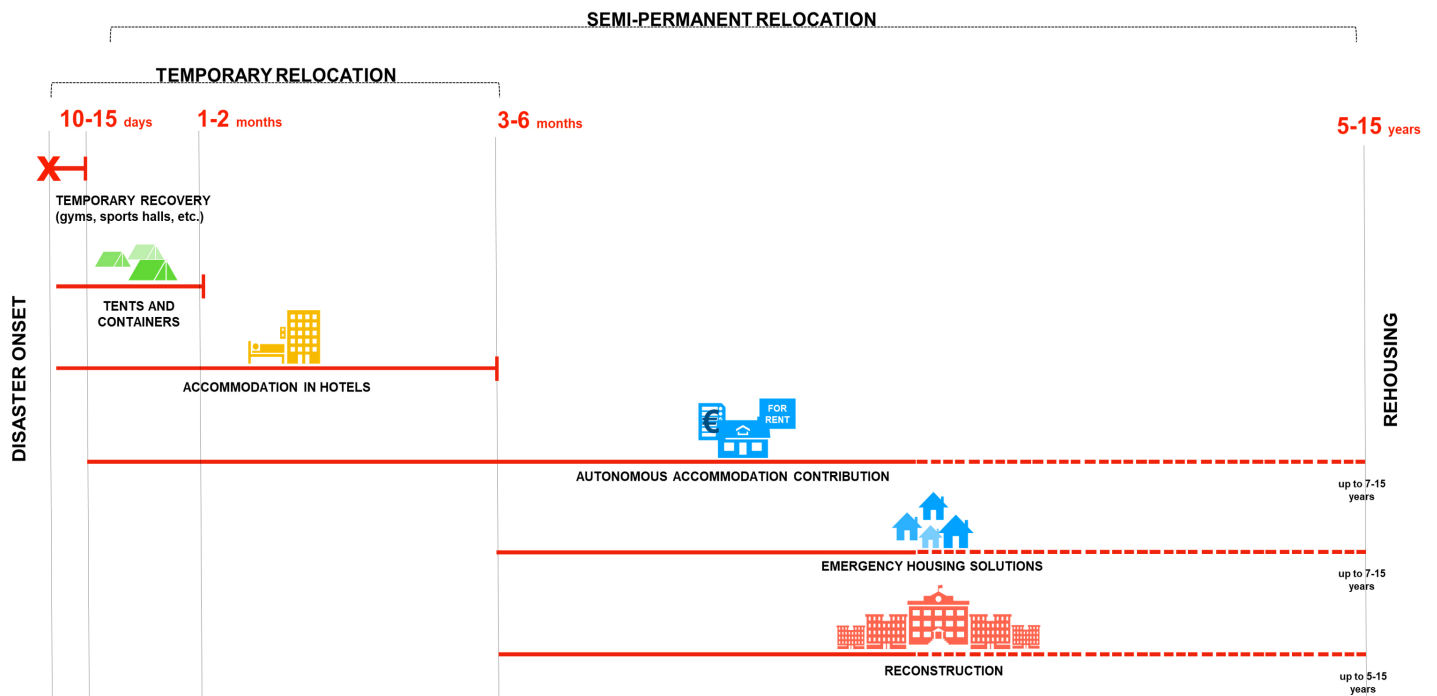 SEMI-PERMANENT RELOCATION
TEMPORARY RELOCATION
10-15 days
1-2 months
3-6 months
5-15 years
TEMPORARY RECOVERY
(gyms, sports halls, etc.)
TENTS AND
CONTAINERS
ACCOMMODATION IN HOTELS
DISASTER ONSET
REHOUSING
€
FOR
RENT
AUTONOMOUS ACCOMMODATION CONTRIBUTION
up to 7-15
years
EMERGENCY HOUSING SOLUTIONS
up to 7-15
years
RECONSTRUCTION
up to 5-15
years